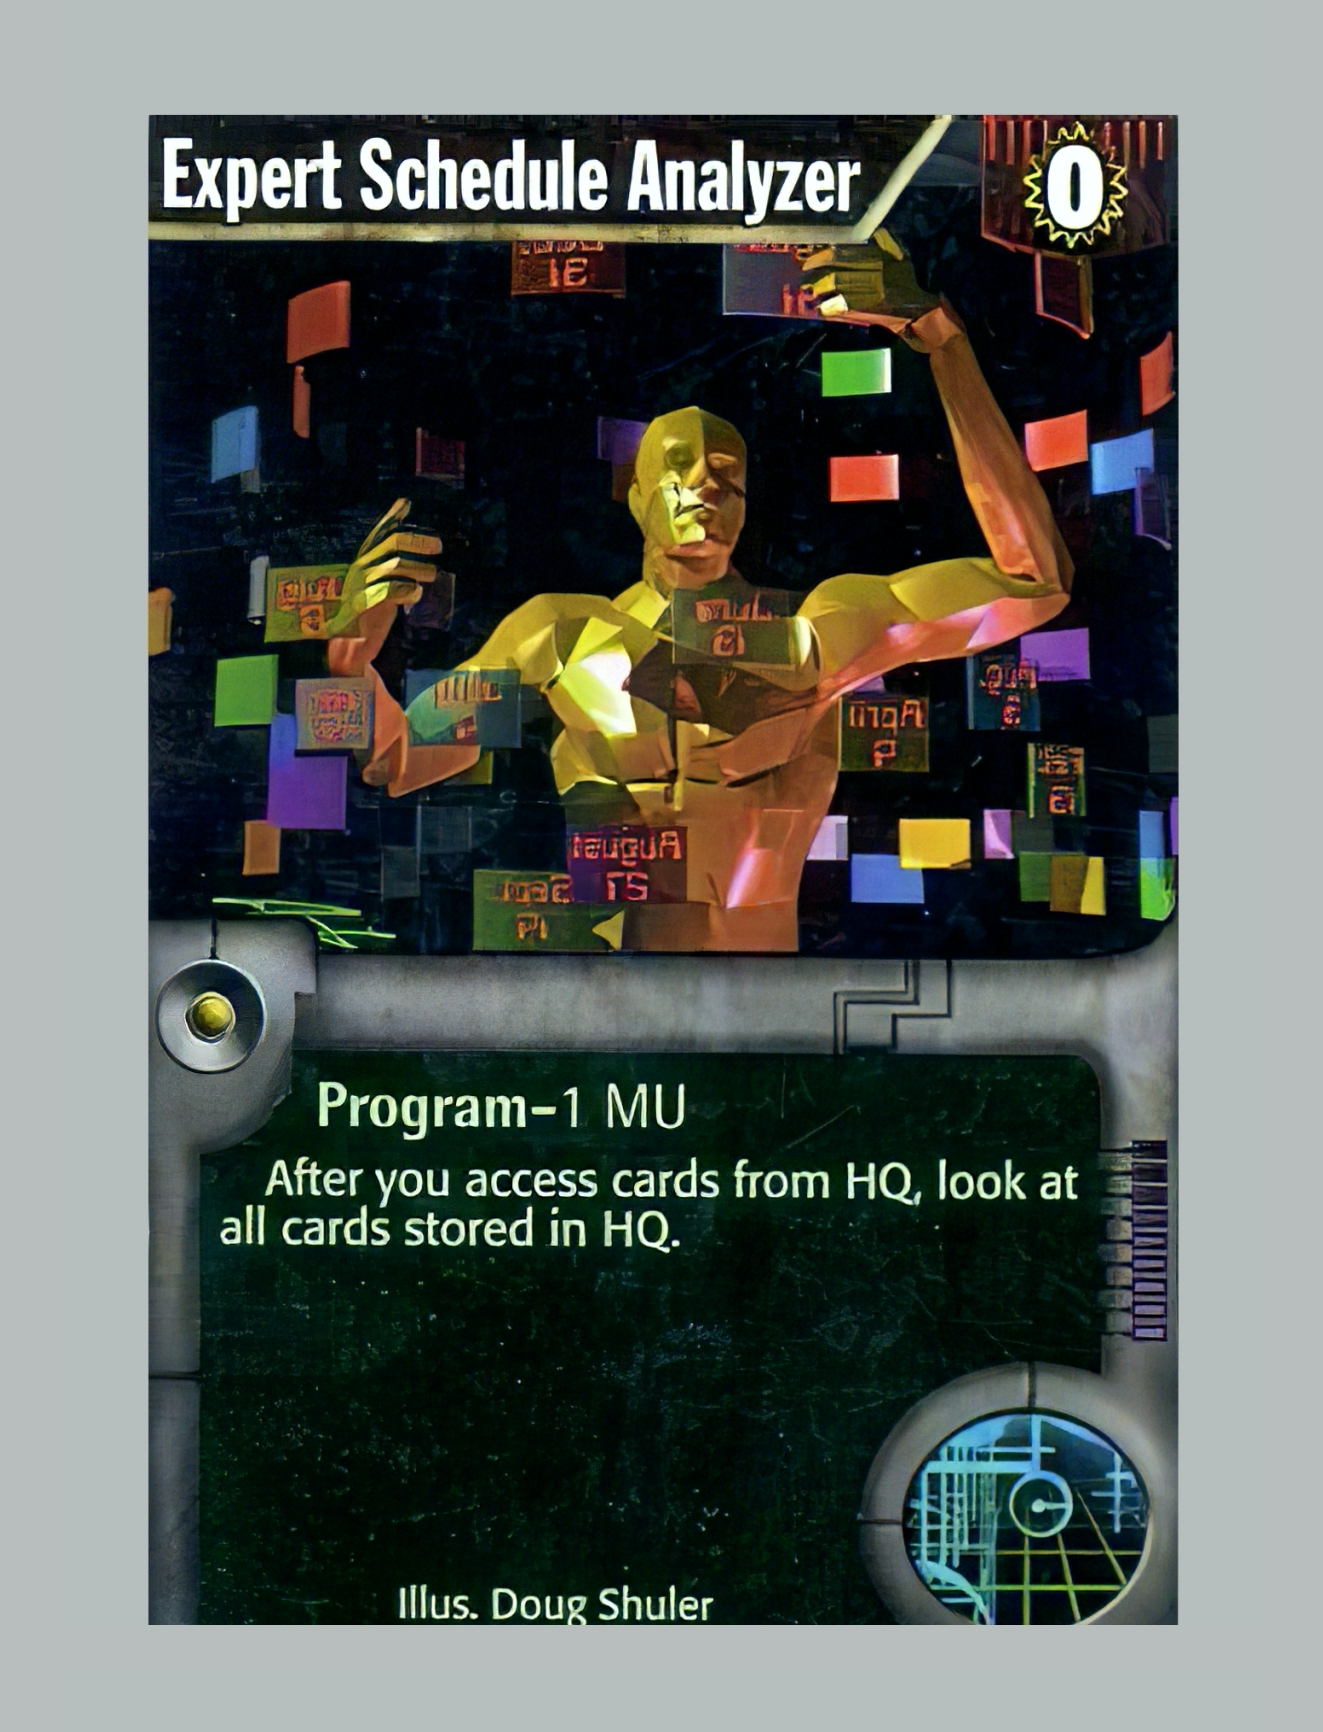 Expert Schedule Analyzer
0
Program–1 MU
After you access cards from HQ, look at
all cards stored in HQ.
Illus. Doug Shuler